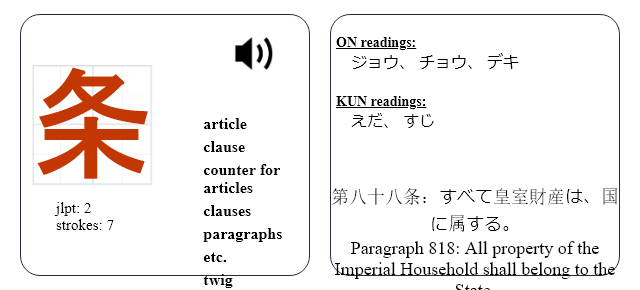 条
jlpt: 2
strokes: 7
article
clause
counter for
articles
clauses
paragraphs
etc.
twig
ON readings:
ジョウ、 チョウ、 デキ
KUN readings:
えだ、 すじ
第八十八条：すべて皇室財産は、国
に属する。
Paragraph 818: All property of the
Imperial Household shall belong to the
State.